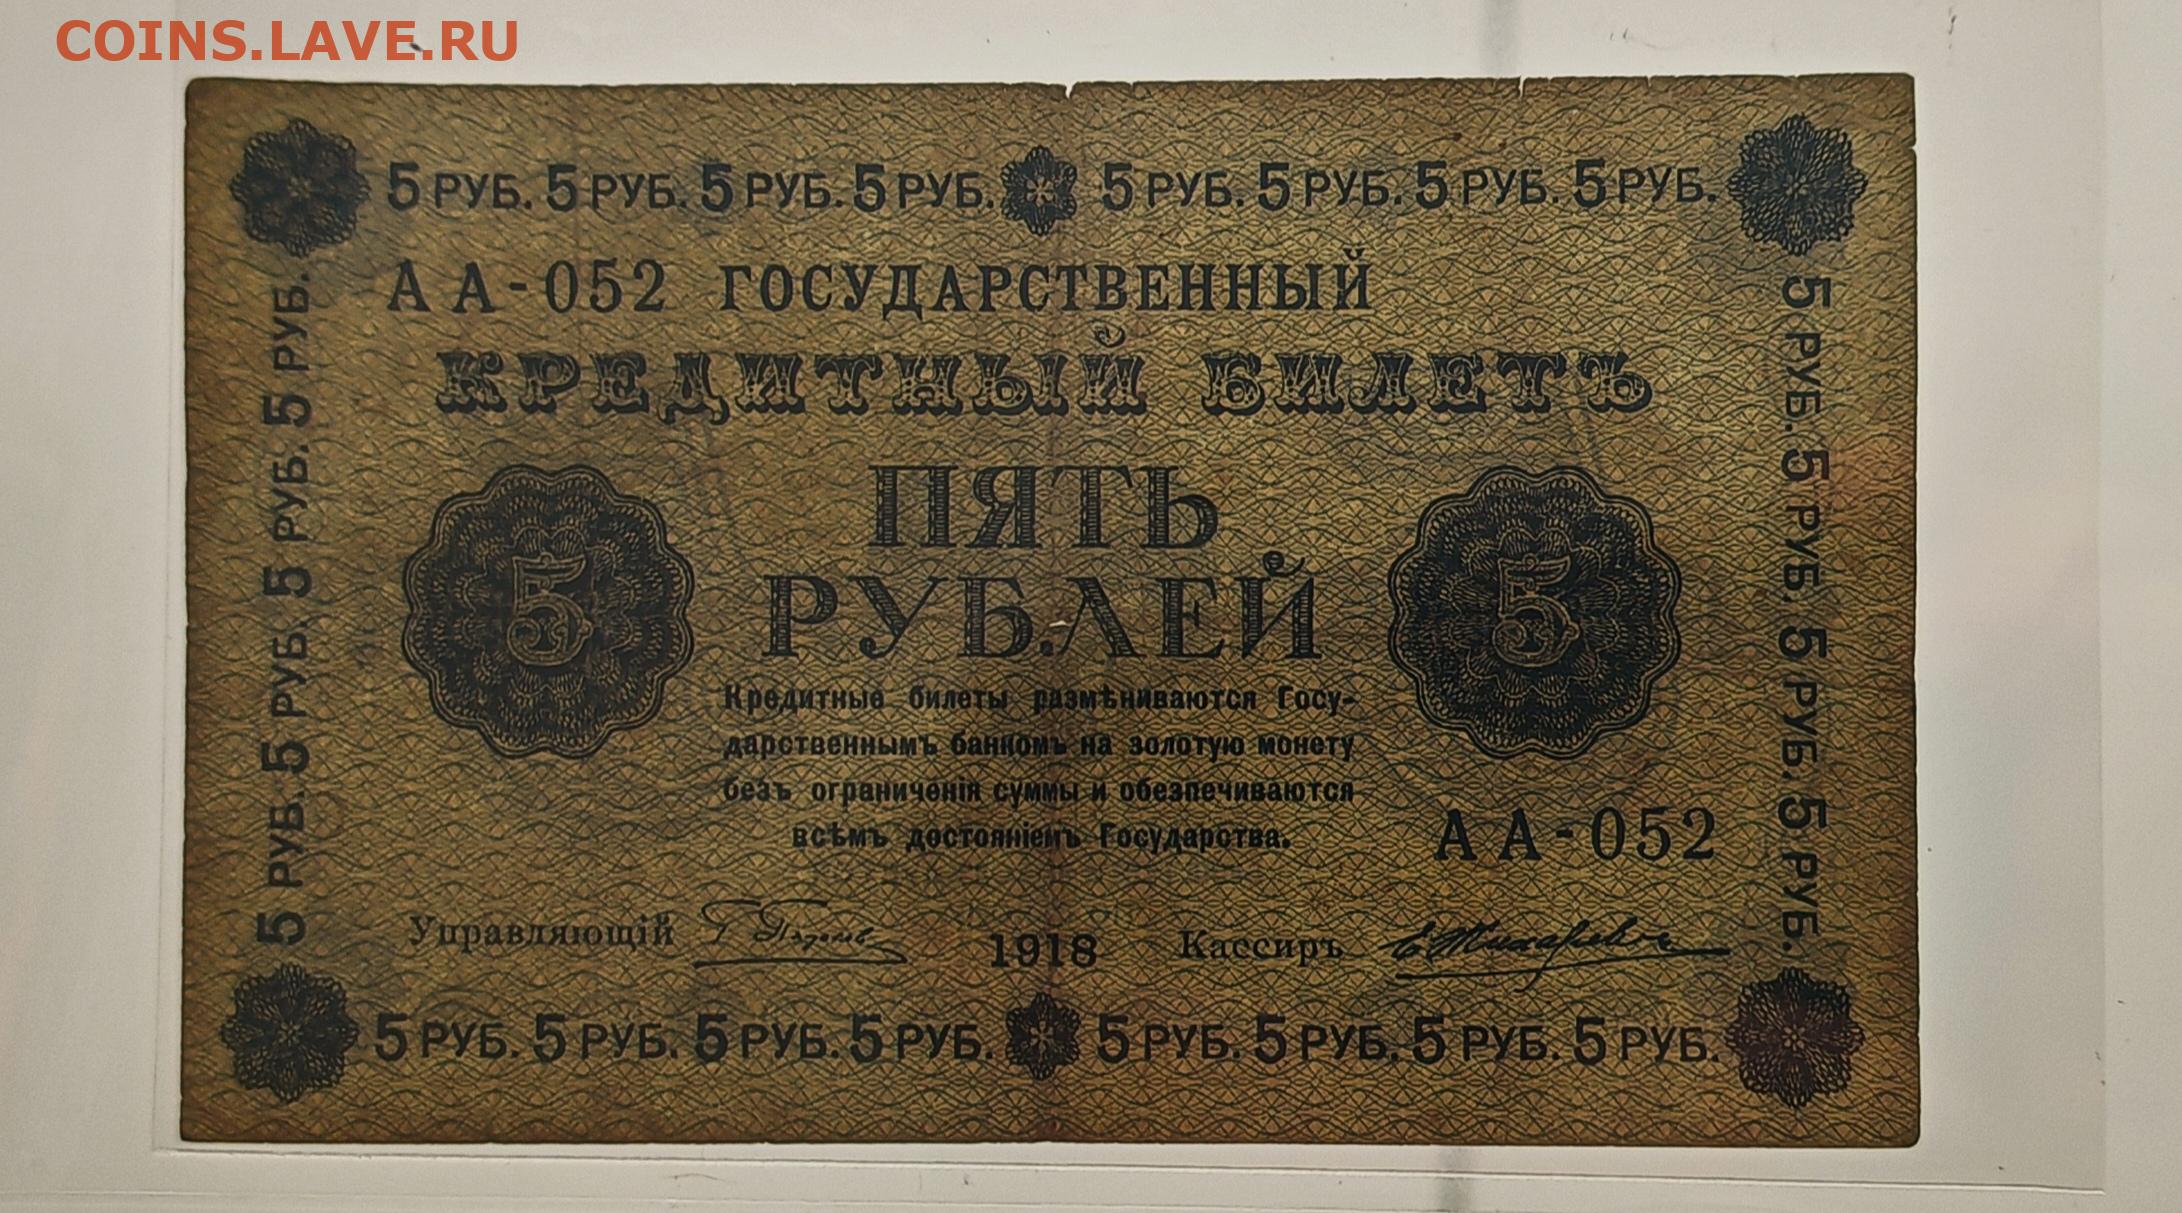 COINS.LAVE.RU
5 РУБ. 5 РУБ. 5 РУБ. 5 РУБ. 5 РУБ. 5 РУБ. 5 РУБ. 5 РУБ.
АА-052 ГОСУДАРСТВЕННЫЙ
КРЕДИТНЫЙ БИЛЕТЪ
5 РУБ. 5 РУБ. 5 РУБ. 5 РУБ.
5 ПЯТЬ 5
РУБЛЕЙ
5 РУБ. 5 РУБ. 5 РУБ. 5 РУБ.
Кредитные билеты размѣниваются Госу-
дарственнымъ банкомъ на золотую монету
безъ ограниченія суммы и обезпечиваются
всѣмъ достояніемъ Государства.
АА-052
Управляющій 1918 Кассиръ
5 РУБ. 5 РУБ. 5 РУБ. 5 РУБ. 5 РУБ. 5 РУБ. 5 РУБ. 5 РУБ.